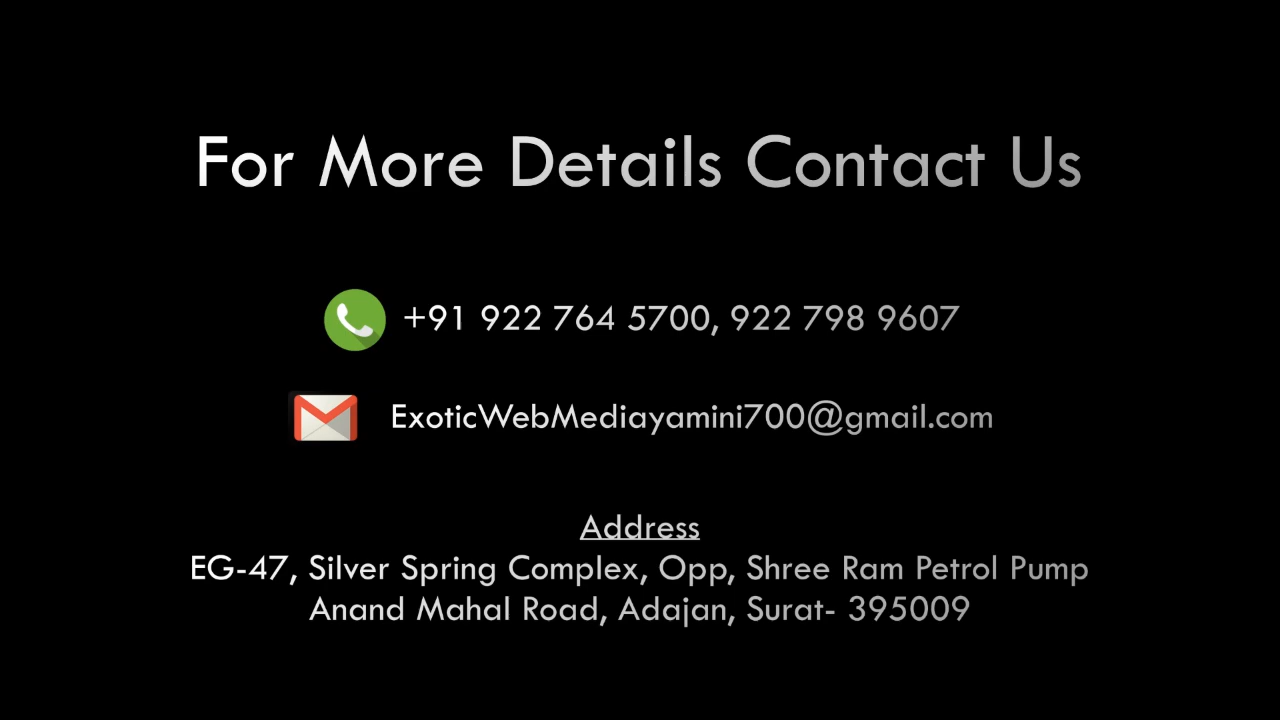 For More Details Contact Us
+91 922 764 5700, 922 798 9607
ExoticWebMediayamini700@gmail.com
Address
EG-47, Silver Spring Complex, Opp, Shree Ram Petrol Pump
Anand Mahal Road, Adajan, Surat- 395009